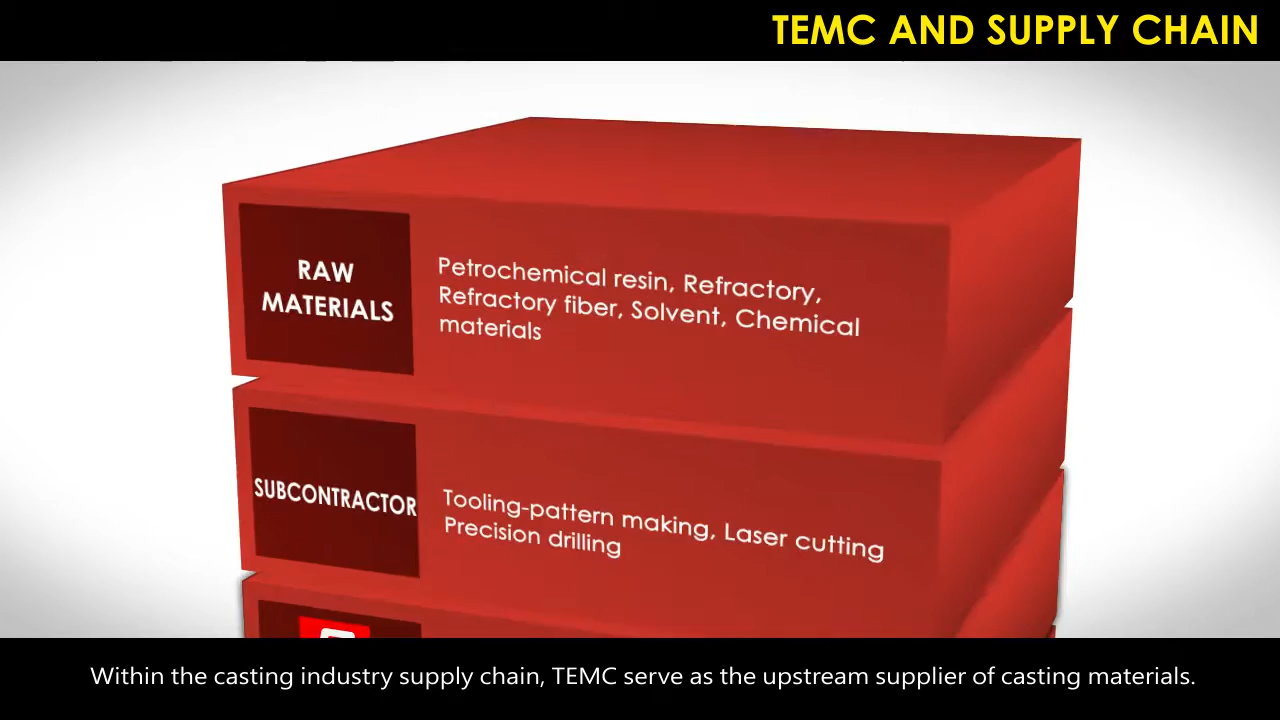 TEMC AND SUPPLY CHAIN
RAW
MATERIALS
Petrochemical resin, Refractory,
Refractory fiber, Solvent, Chemical
materials
SUBCONTRACTOR
Tooling-pattern making, Laser cutting
Precision drilling
Within the casting industry supply chain, TEMC serve as the upstream supplier of casting materials.